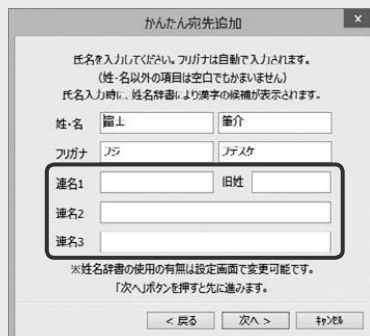 かんたん宛先追加
x
氏名を入力してください。フリガナは自動で入力されます。
(姓・名以外の項目は空白でもかまいません)
氏名入力時に、姓名辞書により漢字の候補が表示されます。
姓・名 富士 筆介
フリガナ フジ フデスケ
連名1 旧姓
連名2
連名3
※姓名辞書の使用の有無は設定画面で変更可能です。
「次へ」ボタンを押すと先に進みます。
< 戻る 次へ > ｷｬﾝｾﾙ